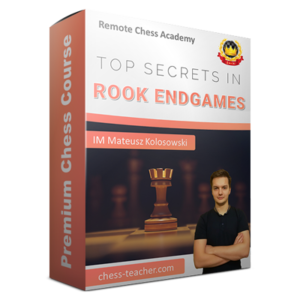 Remote Chess Academy
TOP SECRETS IN
ROOK ENDGAMES
IM Mateusz Kolosowski
chess-teacher.com
Premium Chess Course